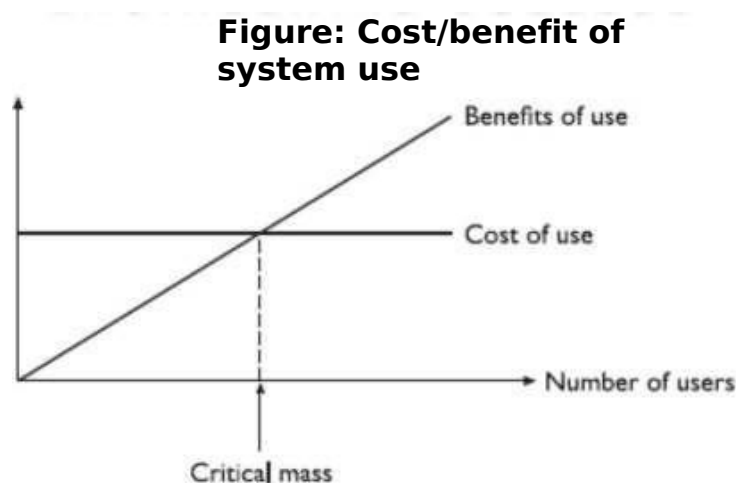 Figure: Cost/benefit of
system use
Benefits of use
Cost of use
Number of users
Critical mass